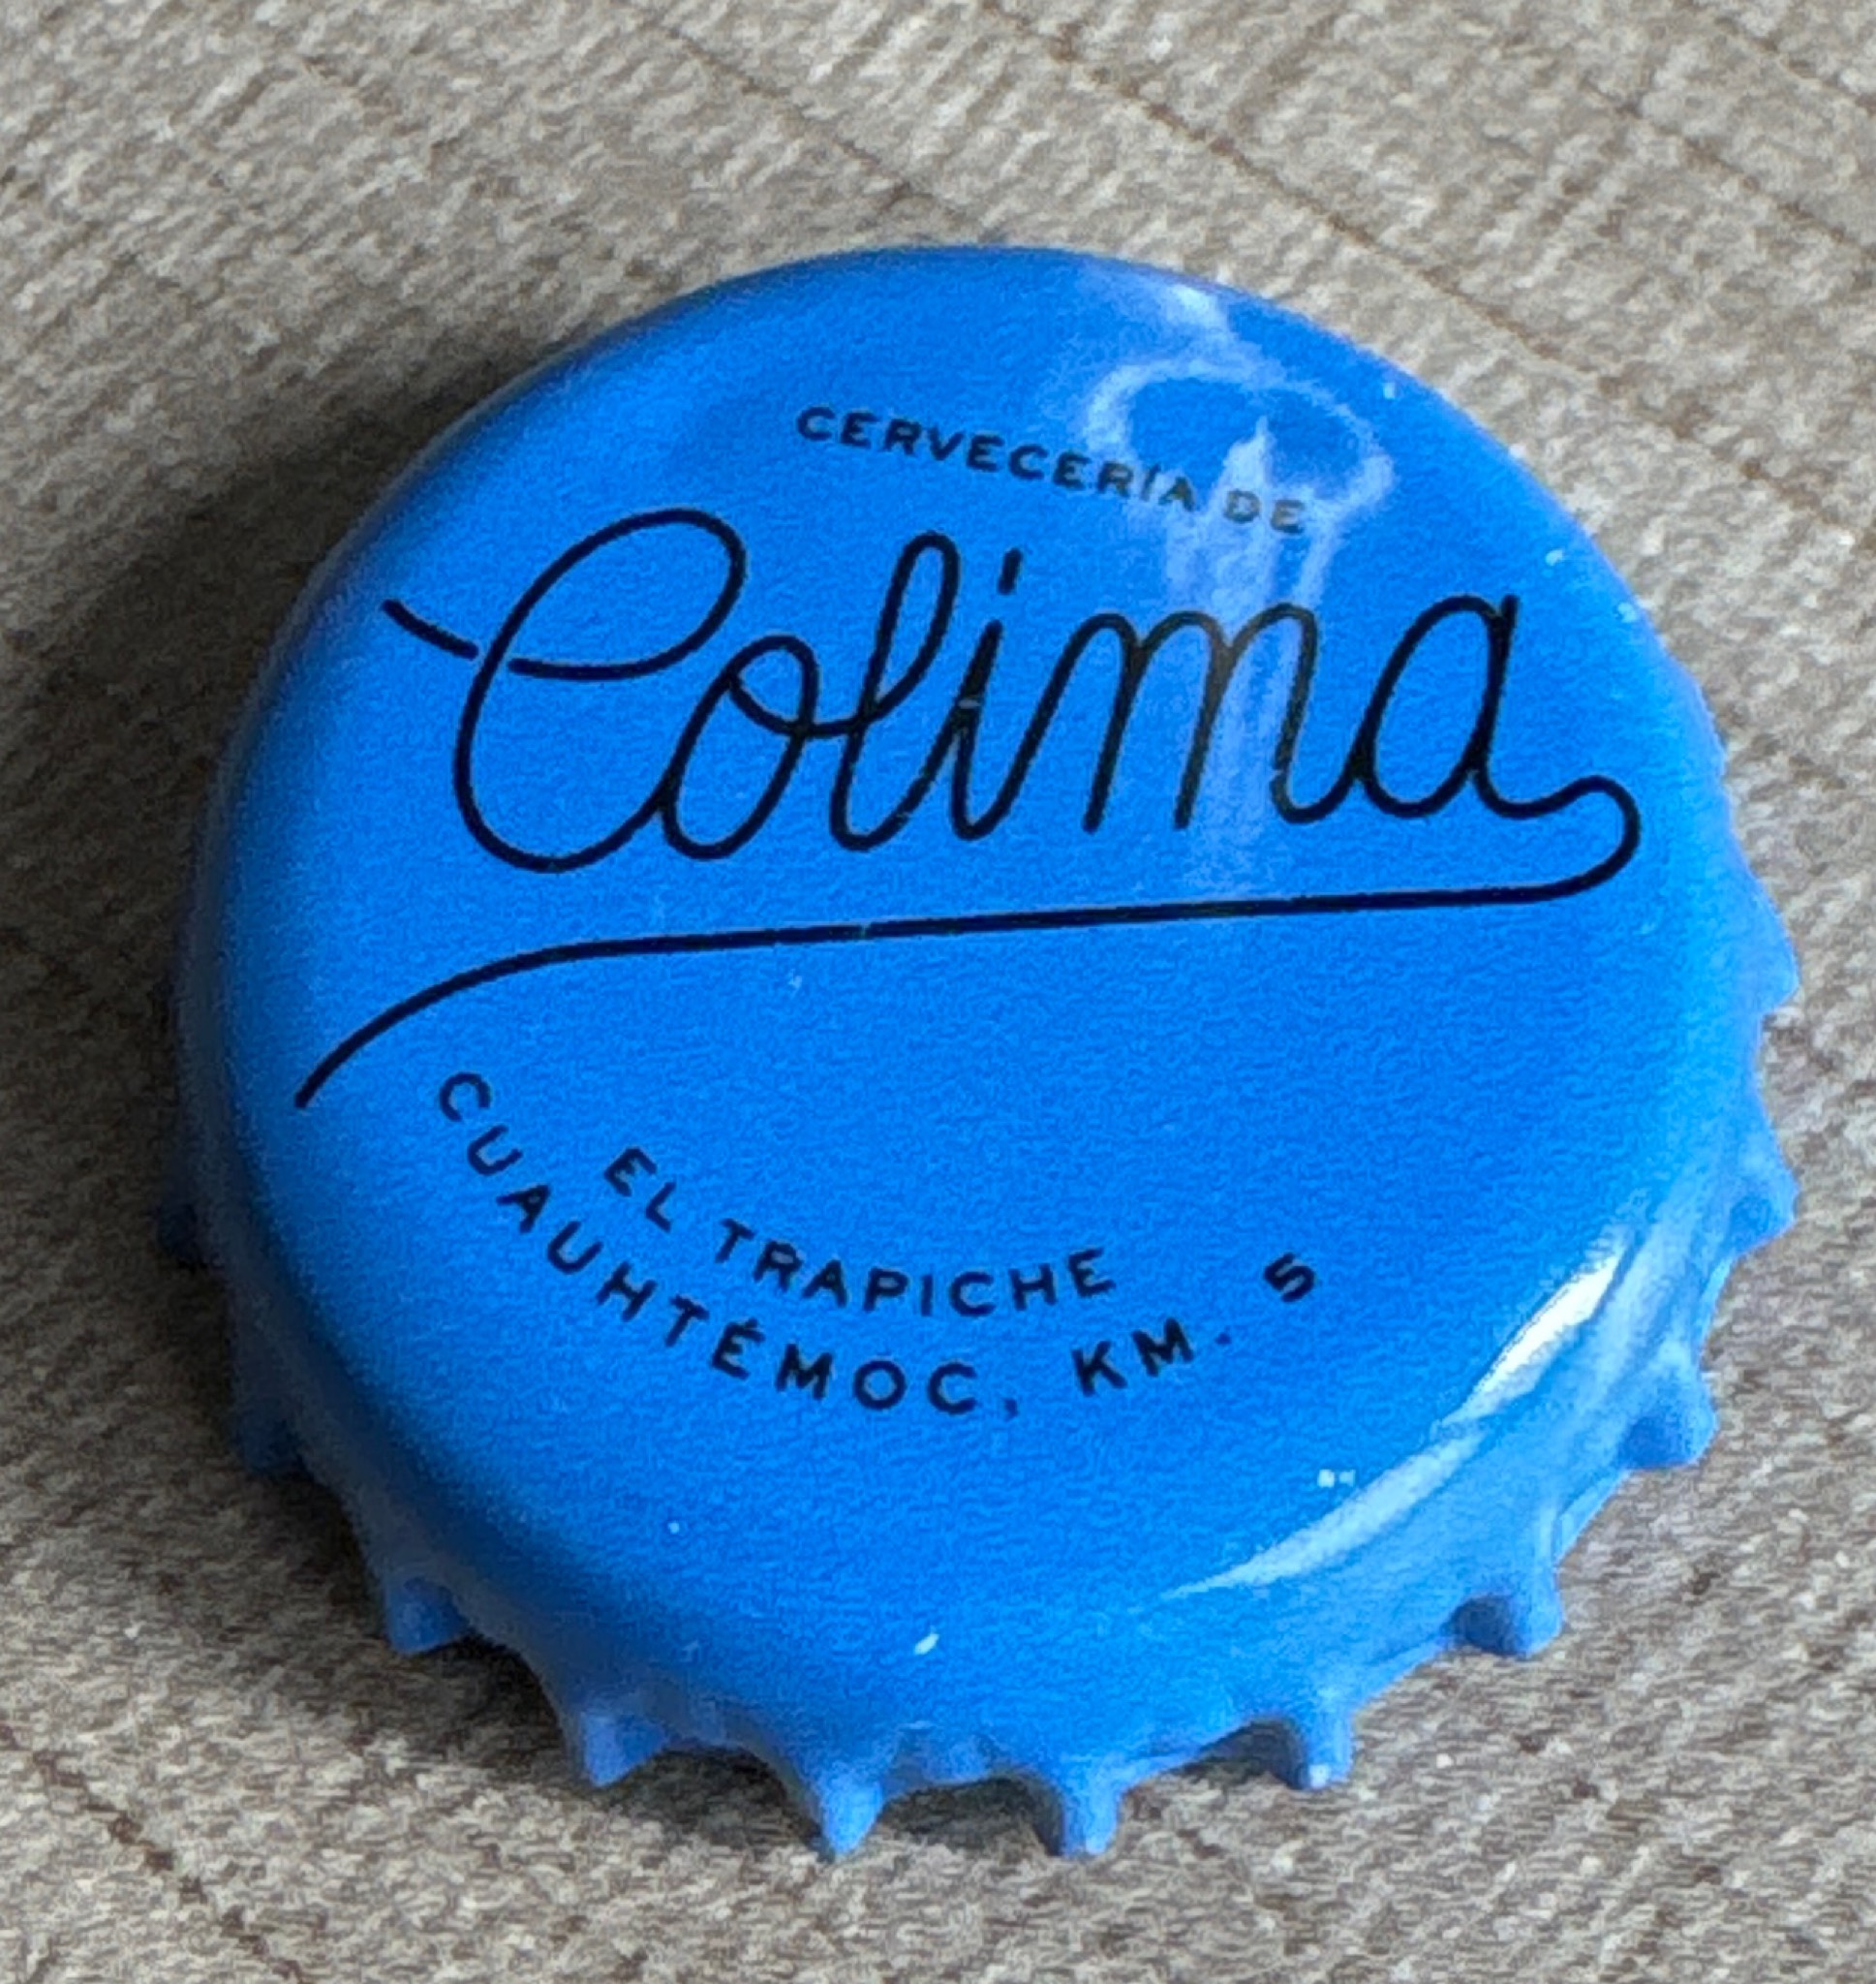 CERVECERÍA DE
Colima
EL TRAPICHE
CUAUHTÉMOC, KM. 5